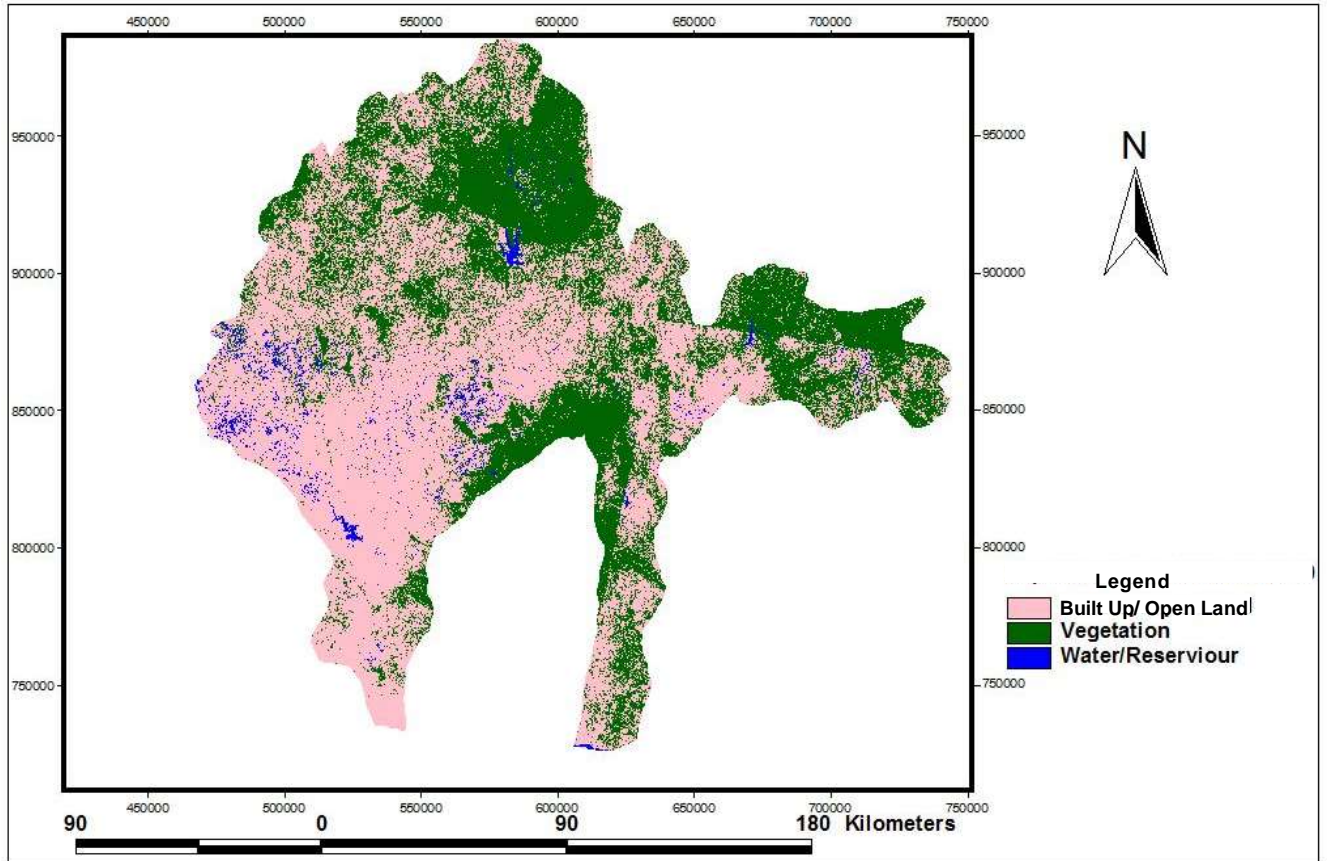 450000 500000 550000 600000 650000 700000 750000
950000 950000
N
900000 900000
850000 850000
800000 800000
Legend
Built Up/ Open Land
Vegetation
Water/Reserviour
750000 750000
450000 500000 550000 600000 650000 700000 750000
90 0 90 180 Kilometers